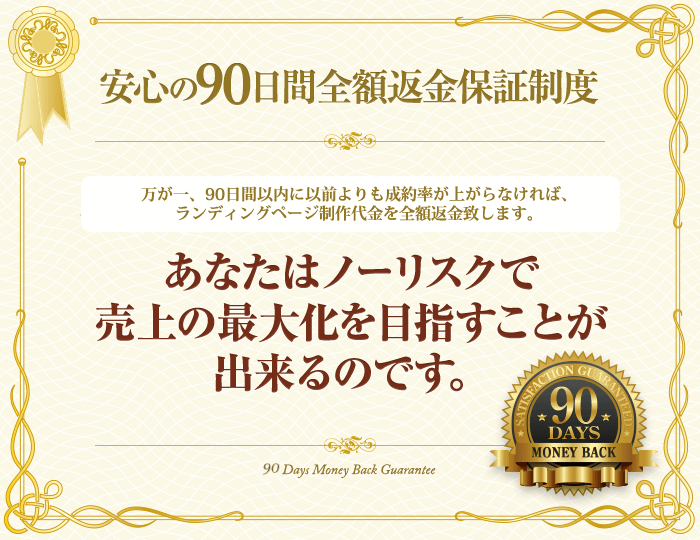 安心の90日間全額返金保証制度
万が一、90日間以内に以前よりも成約率が上がらなければ、
ランディングページ制作代金を全額返金致します。
あなたはノーリスクで
売上の最大化を目指すことが
出来るのです。
90 Days Money Back Guarantee
SATISFACTION GUARANTEED
90
DAYS
MONEY BACK